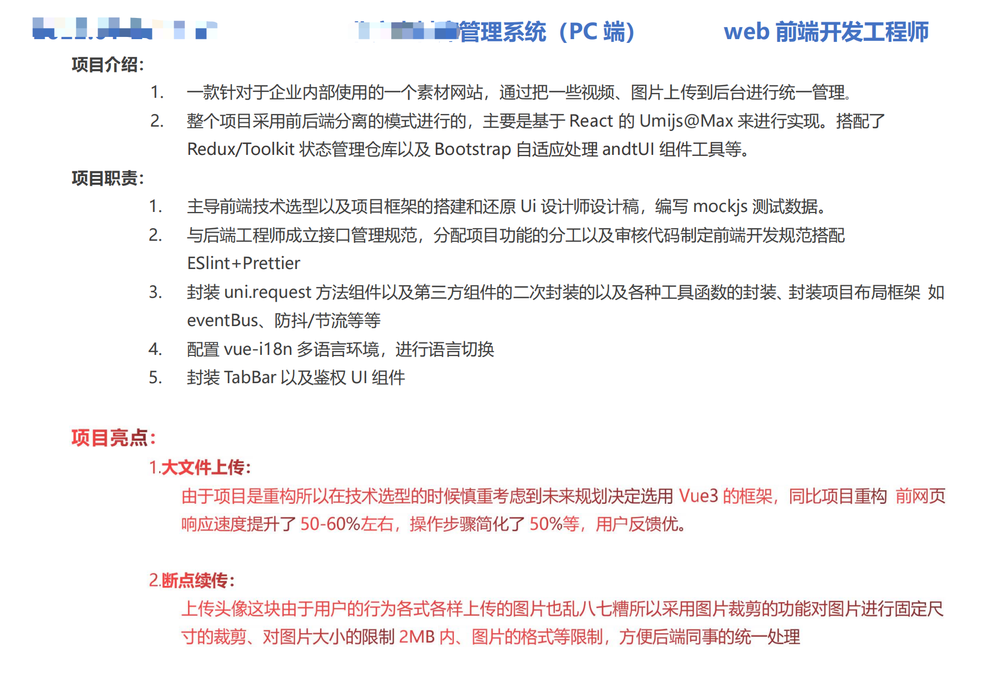 管理系统（PC 端） web 前端开发工程师
项目介绍：
1. 一款针对于企业内部使用的一个素材网站，通过把一些视频、图片上传到后台进行统一管理。
2. 整个项目采用前后端分离的模式进行的，主要是基于 React 的 Umijs@Max 来进行实现。搭配了
Redux/Toolkit 状态管理仓库以及 Bootstrap 自适应处理 andtUI 组件工具等。
项目职责：
1. 主导前端技术选型以及项目框架的搭建和还原 Ui 设计师设计稿，编写 mockjs 测试数据。
2. 与后端工程师成立接口管理规范，分配项目功能的分工以及审核代码制定前端开发规范搭配
ESlint+Prettier
3. 封装 uni.request 方法组件以及第三方组件的二次封装的以及各种工具函数的封装、封装项目布局框架 如
eventBus、防抖/节流等等
4. 配置 vue-i18n 多语言环境，进行语言切换
5. 封装 TabBar 以及鉴权 UI 组件
项目亮点：
1.大文件上传：
由于项目是重构所以在技术选型的时候慎重考虑到未来规划决定选用 Vue3 的框架，同比项目重构 前网页
响应速度提升了 50-60%左右，操作步骤简化了 50%等，用户反馈优。
2.断点续传：
上传头像这块由于用户的行为各式各样上传的图片也乱八七糟所以采用图片裁剪的功能对图片进行固定尺
寸的裁剪、对图片大小的限制 2MB 内、图片的格式等限制，方便后端同事的统一处理